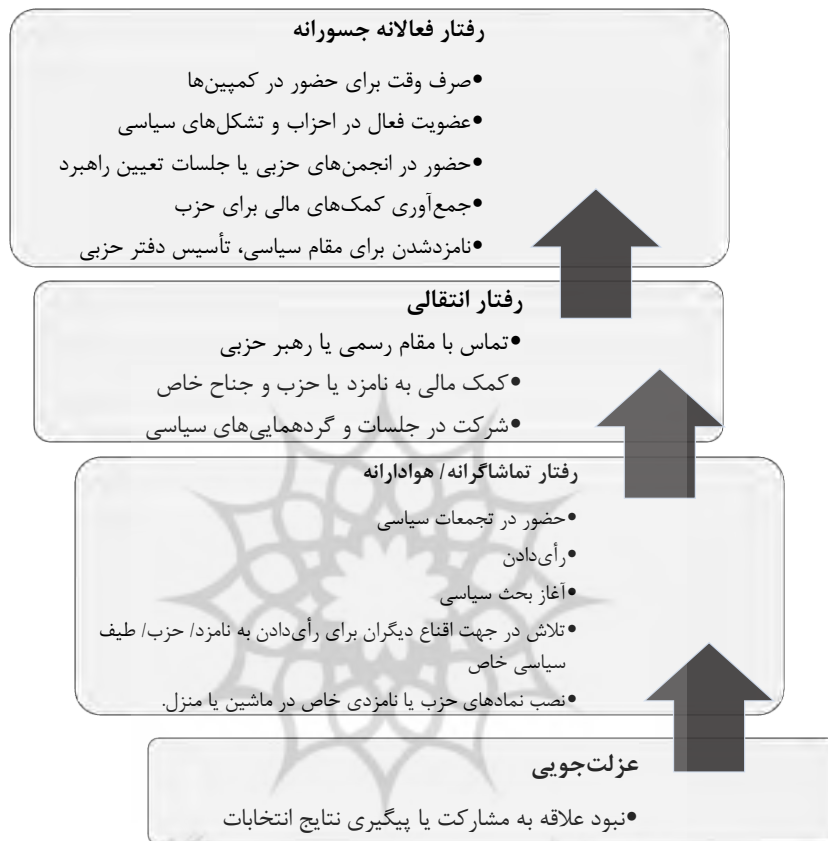 رفتار فعالانه جسورانه
•صرف وقت برای حضور در کمپین‌ها
•عضویت فعال در احزاب و تشکل‌های سیاسی
•حضور در انجمن‌های حزبی یا جلسات تعیین راهبرد
•جمع‌آوری کمک‌های مالی برای حزب
•نامزدشدن برای مقام سیاسی، تأسیس دفتر حزبی
رفتار انتقالی
•تماس با مقام رسمی یا رهبر حزبی
•کمک مالی به نامزد یا حزب و جناح خاص
•شرکت در جلسات و گردهمایی‌های سیاسی
رفتار تماشاگرانه/ هوادارانه
•حضور در تجمعات سیاسی
•رأی‌دادن
•آغاز بحث سیاسی
•تلاش در جهت اقناع دیگران برای رأی‌دادن به نامزد/ حزب/ طیف
سیاسی خاص
•نصب نمادهای حزب یا نامزدی خاص در ماشین یا منزل.
عزلت‌جویی
•نبود علاقه به مشارکت یا پیگیری نتایج انتخابات